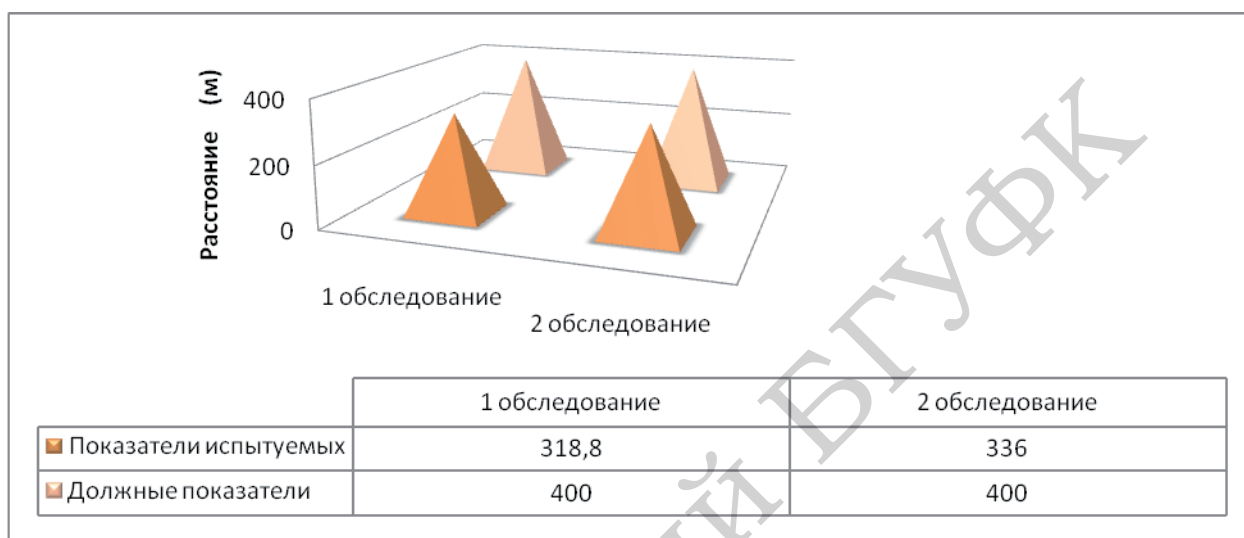 Расстояние (м)
400
200
0
1 обследование
2 обследование
1 обследование 2 обследование
Показатели испытуемых 318,8 336
Должные показатели 400 400
Й БГУФК